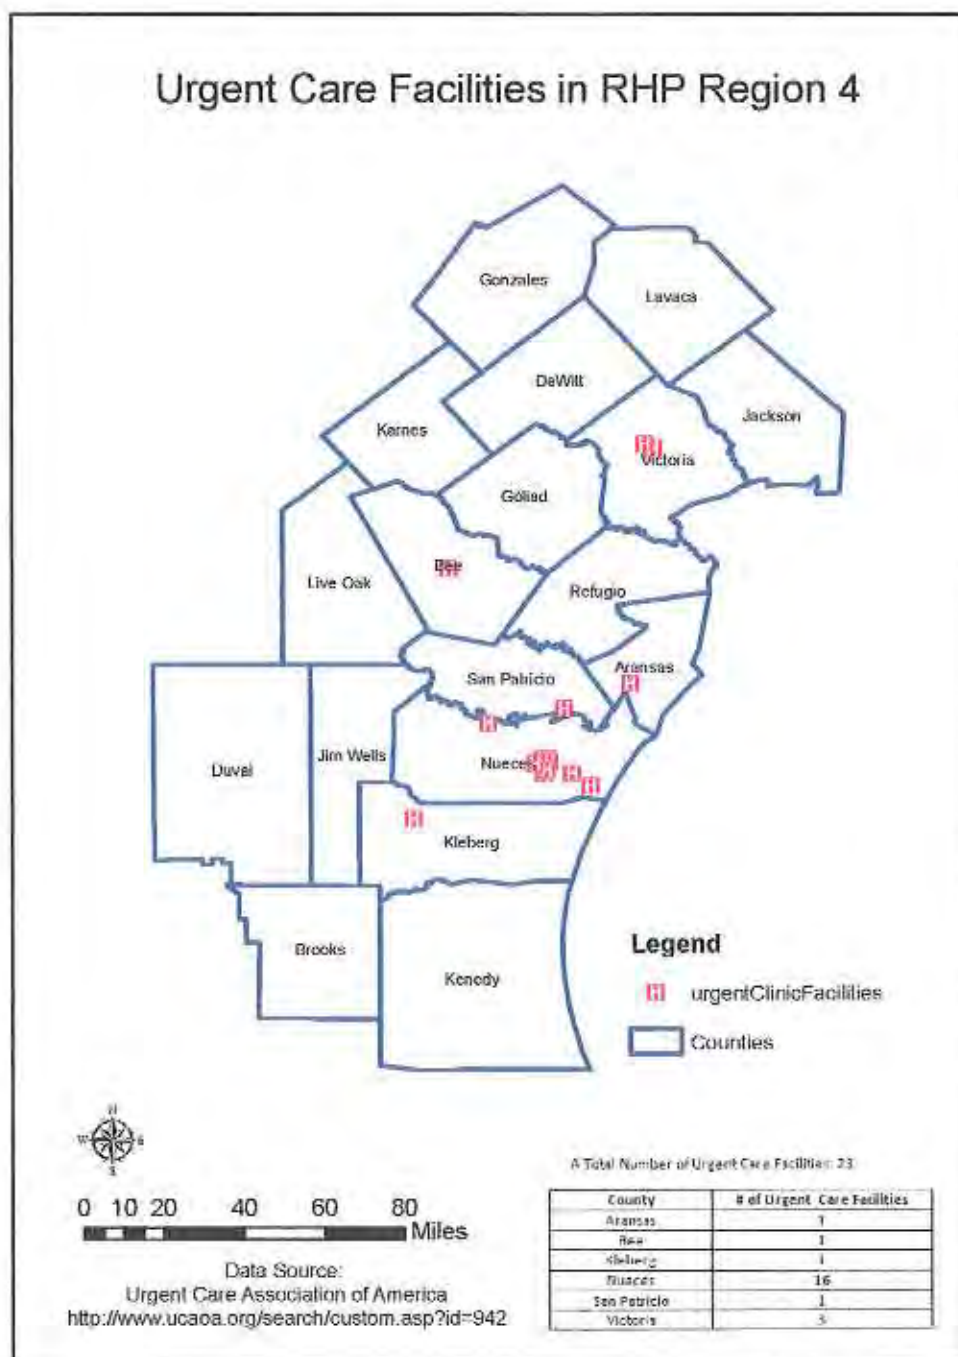 Urgent Care Facilities in RHP Region 4
Gonzales
Lavaca
DeWitt
Jackson
Karnes
Victoria
Goliad
Bee
Live Oak
Refugio
Aransas
San Patricio
Jim Wells
Nueces
Duval
Kleberg
Brooks
Kenedy
Legend
H urgentClinicFacilities
Counties
N
W E
S
A Total Number of Urgent Care Facilities: 23
County # of Urgent Care Facilities
Aransas 1
Bee 1
Kleberg 1
Nueces 16
San Patricio 1
Victoria 3
0 10 20 40 60 80
Miles
Data Source:
Urgent Care Association of America
http://www.ucaoa.org/search/custom.asp?id=942